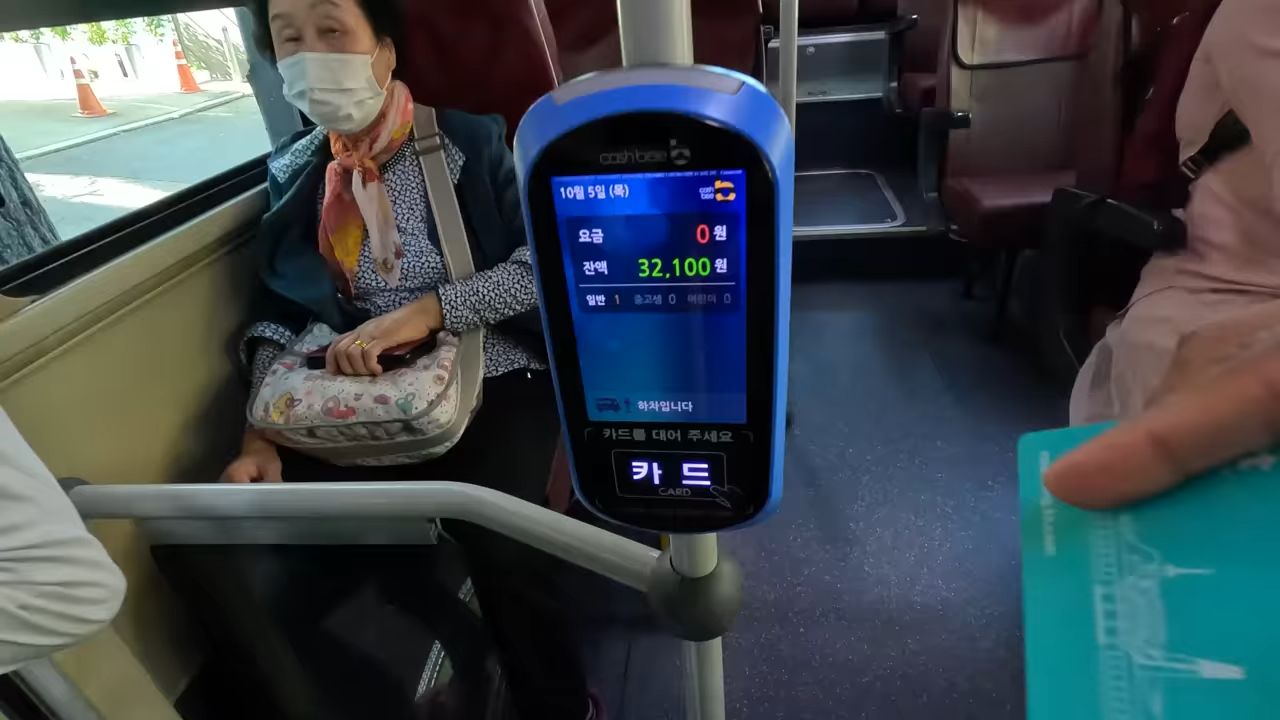 cash bee
10월 5일 (목)
cash bee
요금 0 원
잔액 32,100 원
일반 1 중고생 0 어린이 0
하차입니다
카드를 대어 주세요
카드
CARD